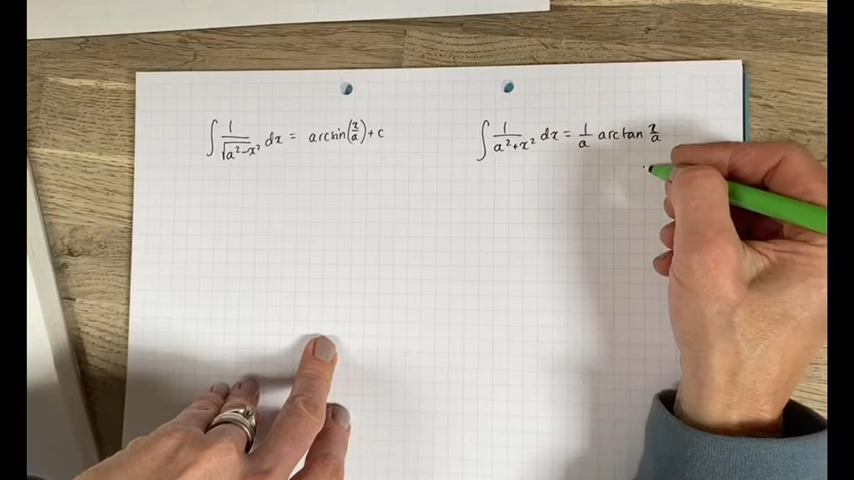 ∫ 1/√(a²-x²) dx = arcsin(x/a) + c
∫ 1/(a²+x²) dx = 1/a arctan x/a